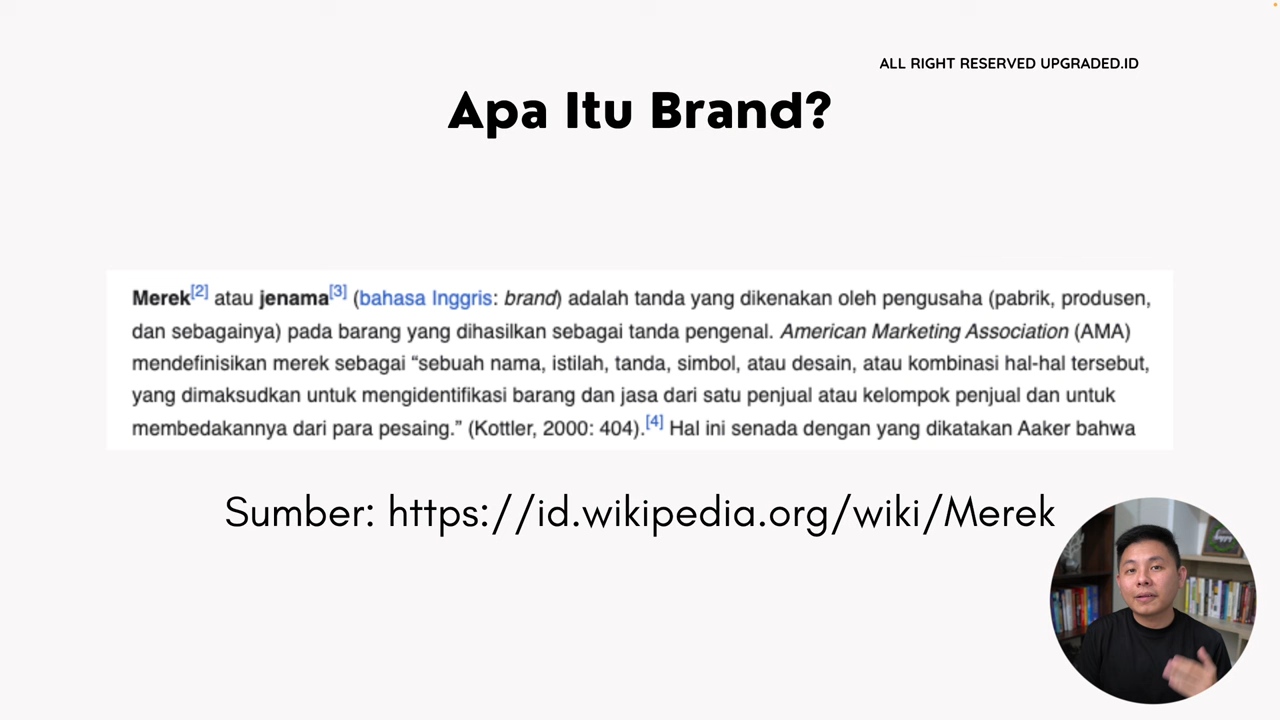 ALL RIGHT RESERVED UPGRADED.ID
Apa Itu Brand?
Merek[2] atau jenama[3] (bahasa Inggris: brand) adalah tanda yang dikenakan oleh pengusaha (pabrik, produsen,
dan sebagainya) pada barang yang dihasilkan sebagai tanda pengenal. American Marketing Association (AMA)
mendefinisikan merek sebagai “sebuah nama, istilah, tanda, simbol, atau desain, atau kombinasi hal-hal tersebut,
yang dimaksudkan untuk mengidentifikasi barang dan jasa dari satu penjual atau kelompok penjual dan untuk
membedakannya dari para pesaing.” (Kottler, 2000: 404).[4] Hal ini senada dengan yang dikatakan Aaker bahwa
Sumber: https://id.wikipedia.org/wiki/Merek